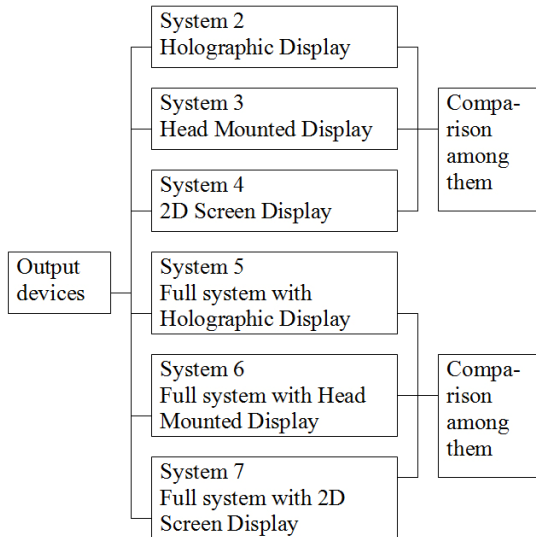 System 2
Holographic Display
System 3
Head Mounted Display
System 4
2D Screen Display
Compa-
rison
among
them
Output
devices
System 5
Full system with
Holographic Display
System 6
Full system with Head
Mounted Display
System 7
Full system with 2D
Screen Display
Compa-
rison
among
them